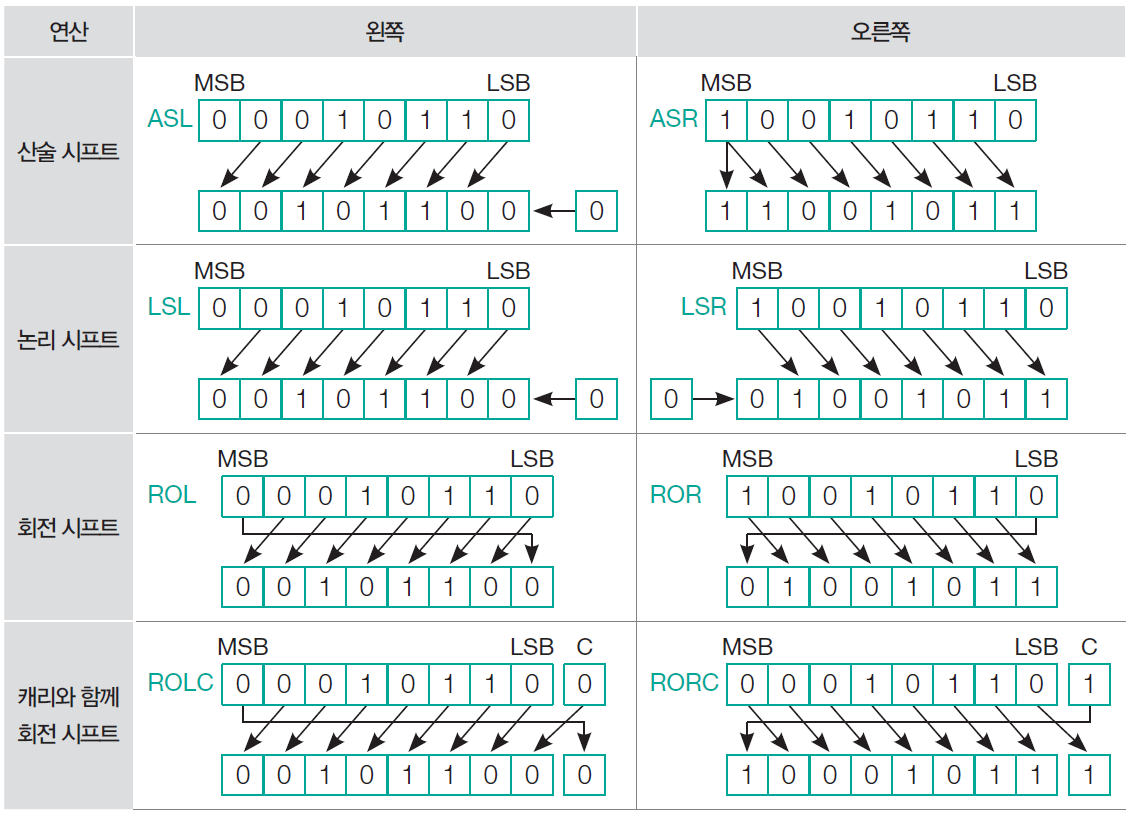 연산 왼쪽 오른쪽
산술 시프트
MSB LSB
ASL 0 0 0 1 0 1 1 0
0 0 1 0 1 1 0 0 0
MSB LSB
ASR 1 0 0 1 0 1 1 0
1 1 0 0 1 0 1 1
논리 시프트
MSB LSB
LSL 0 0 0 1 0 1 1 0
0 0 1 0 1 1 0 0 0
MSB LSB
LSR 1 0 0 1 0 1 1 0
0 0 1 0 0 1 0 1 1
회전 시프트
MSB LSB
ROL 0 0 0 1 0 1 1 0
0 0 1 0 1 1 0 0
MSB LSB
ROR 1 0 0 1 0 1 1 0
0 1 0 0 1 0 1 1
캐리와 함께
회전 시프트
MSB LSB C
ROLC 0 0 0 1 0 1 1 0 0
0 0 1 0 1 1 0 0 0
MSB LSB C
RORC 0 0 0 1 0 1 1 0 1
1 0 0 0 1 0 1 1 1